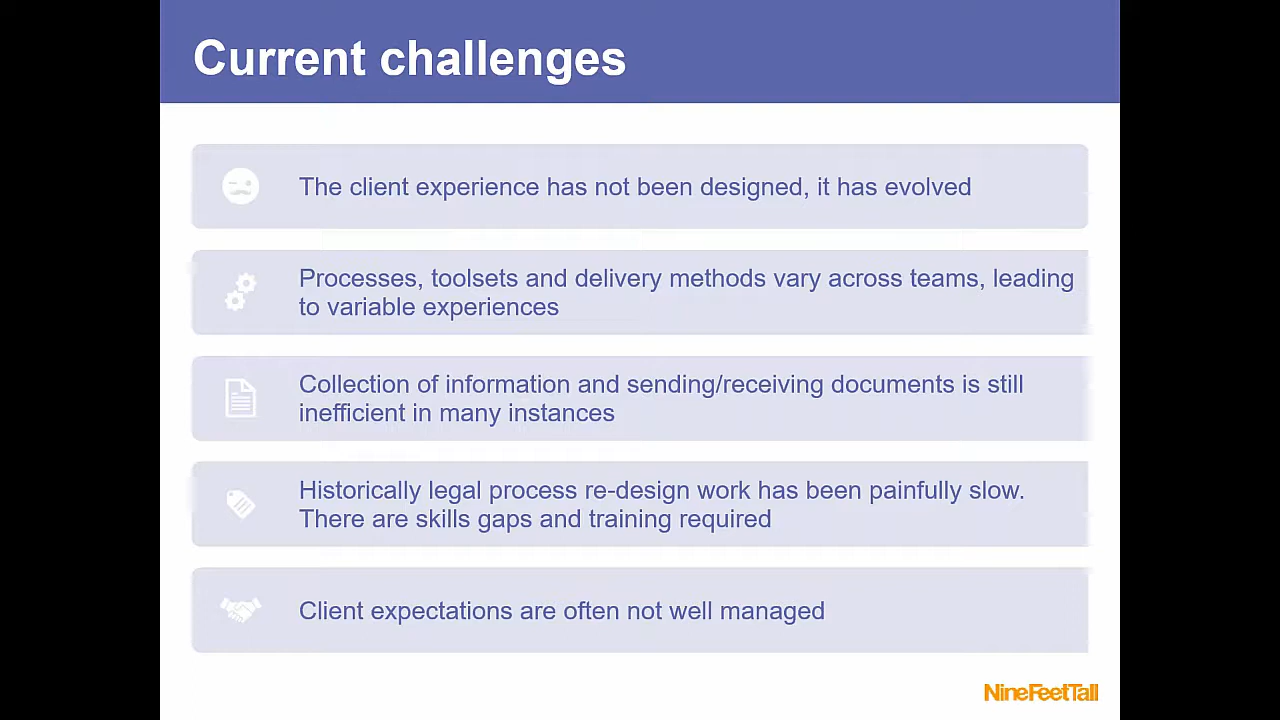 Current challenges
The client experience has not been designed, it has evolved
Processes, toolsets and delivery methods vary across teams, leading
to variable experiences
Collection of information and sending/receiving documents is still
inefficient in many instances
Historically legal process re-design work has been painfully slow.
There are skills gaps and training required
Client expectations are often not well managed
NineFeetTall